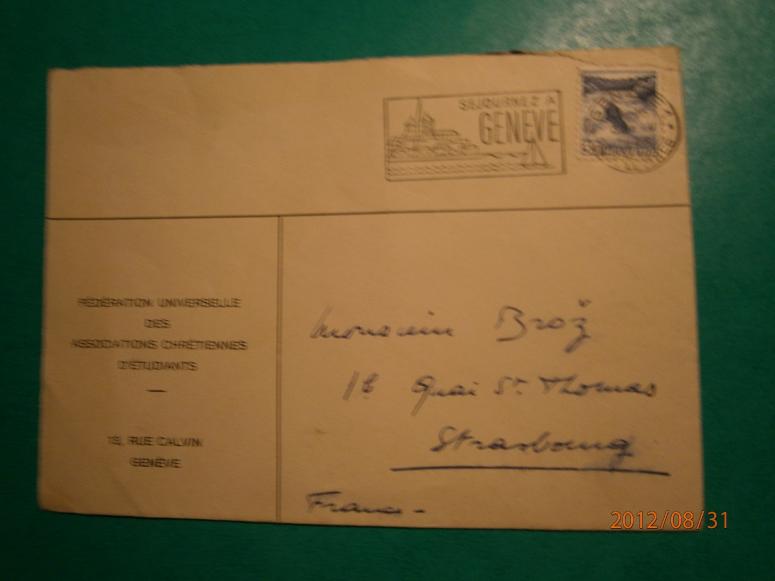 SÉJOURNEZ A
GENÈVE
FÉDÉRATION UNIVERSELLE
DES
ASSOCIATIONS CHRÉTIENNES
D'ÉTUDIANTS
13, RUE CALVIN
GENÈVE
Monsieur Brož
1b Quai St. Thomas
Strasbourg
France -
2012/08/31